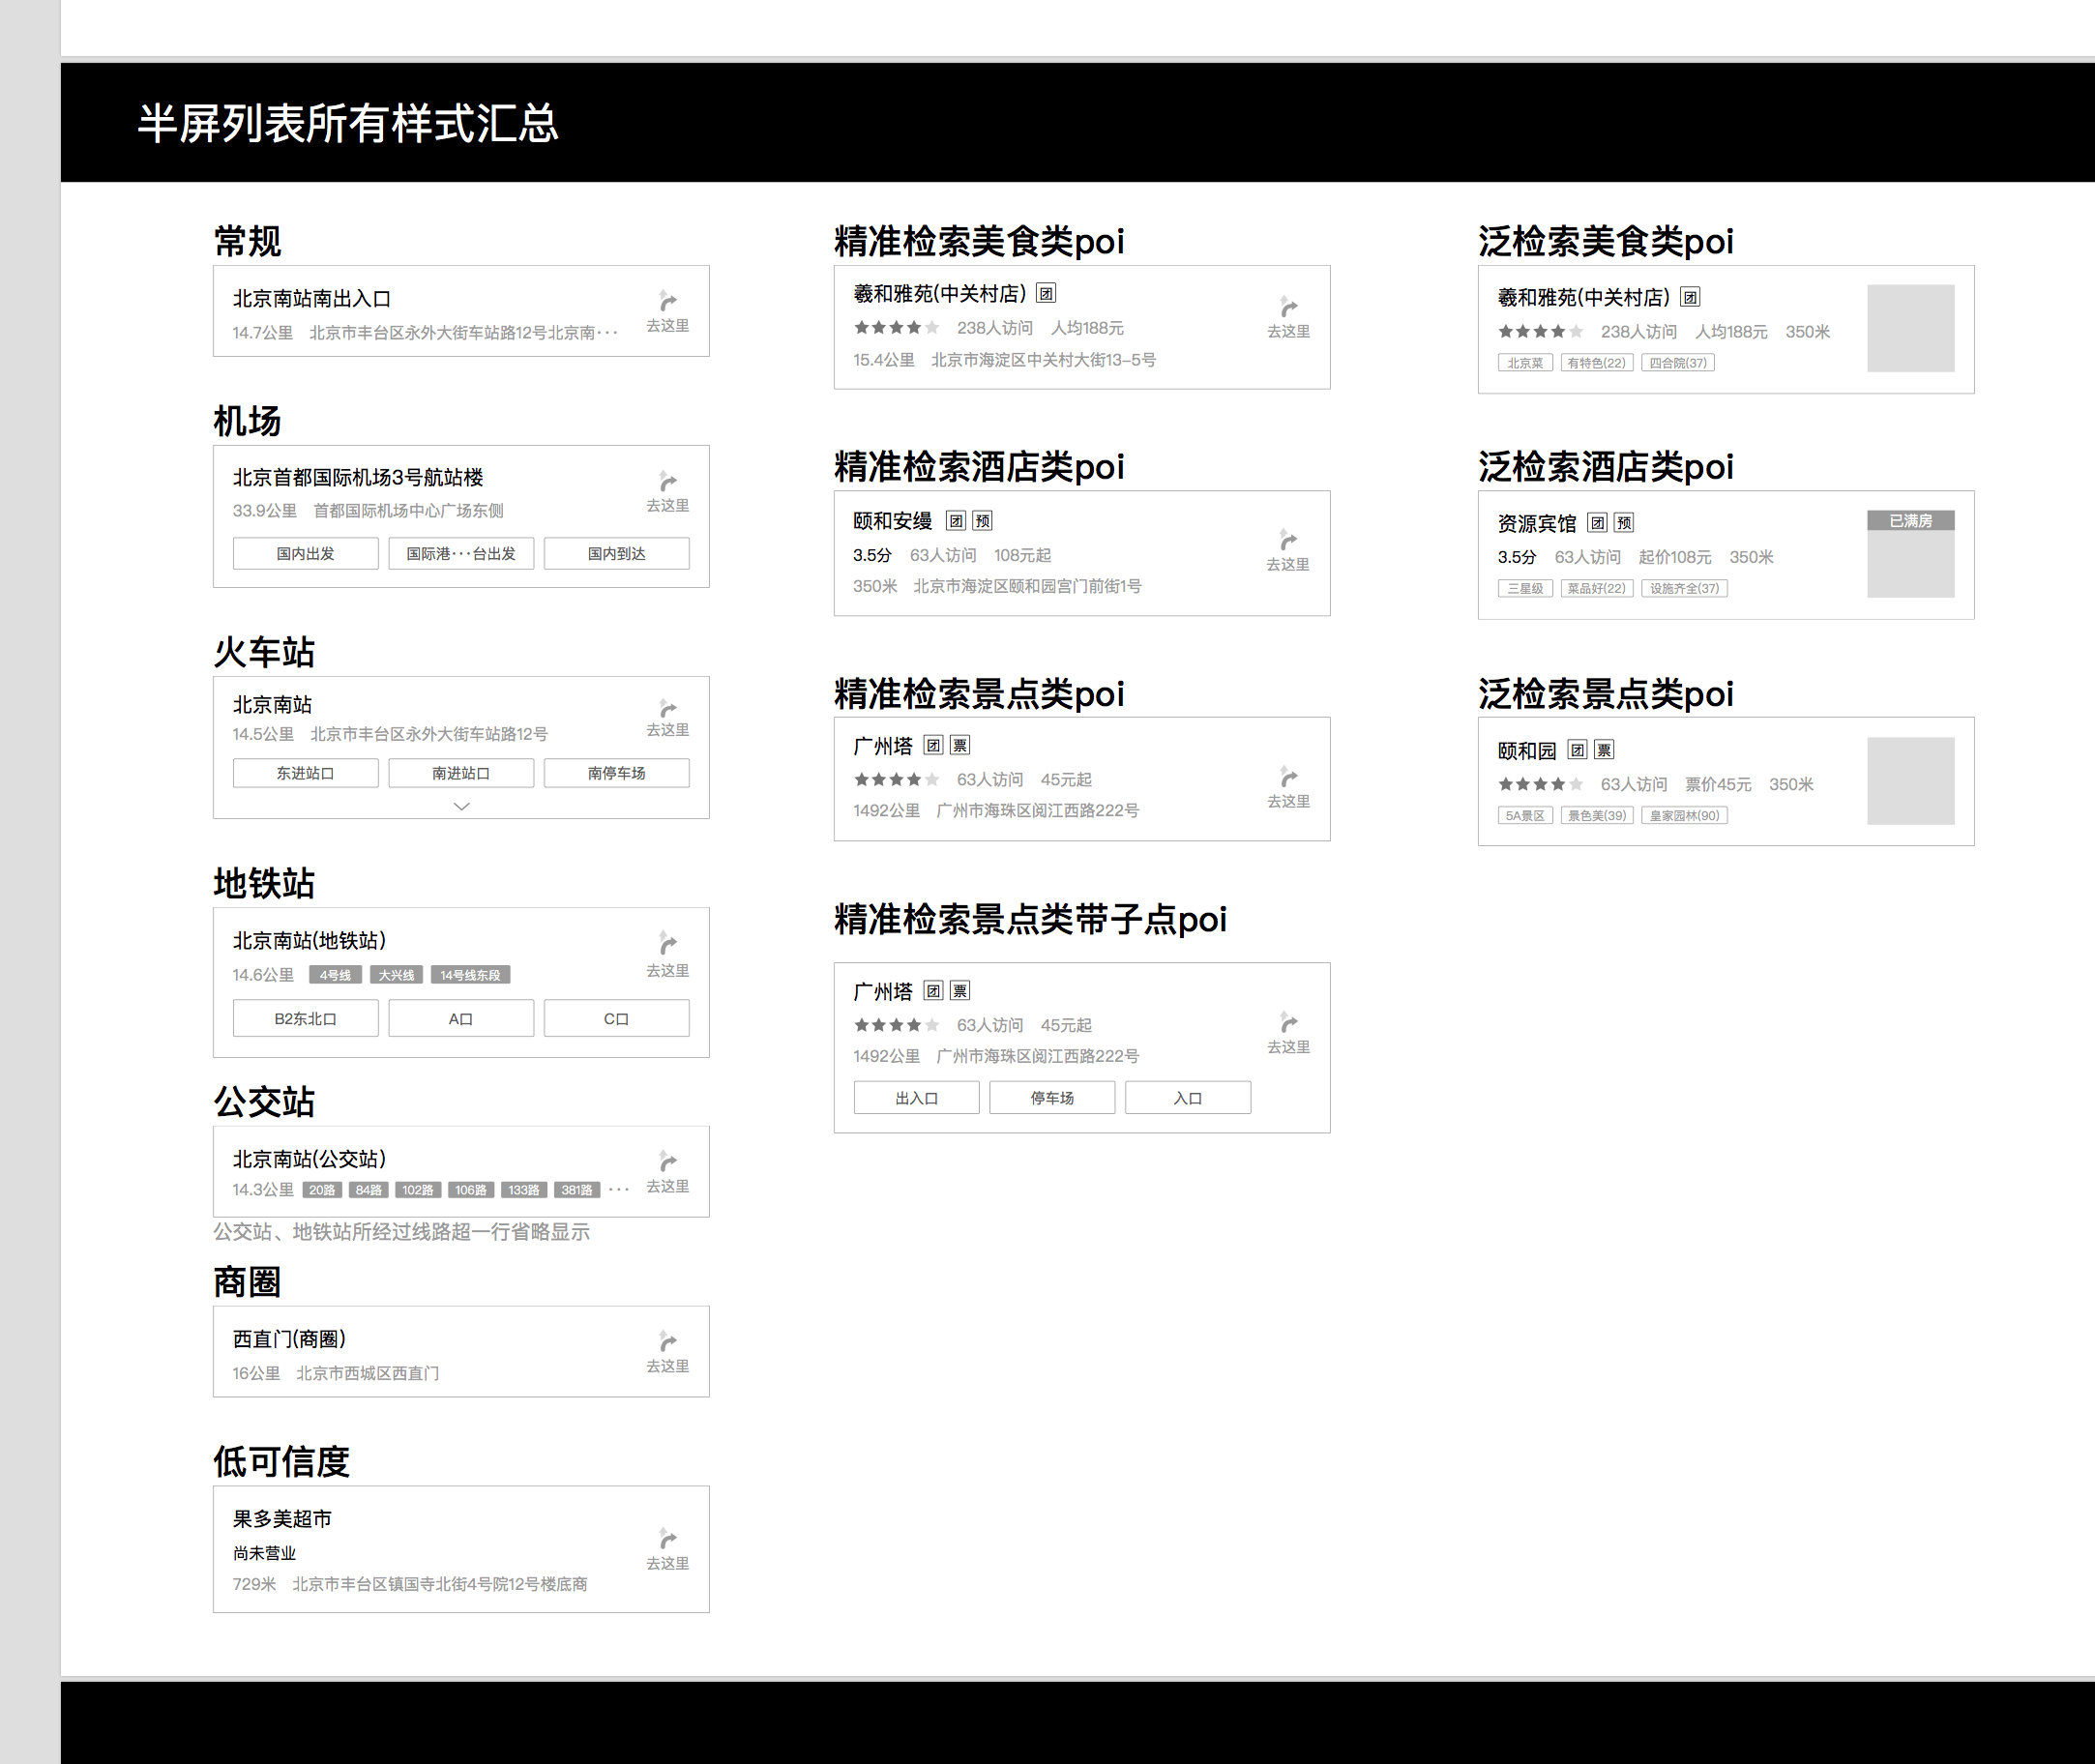 半屏列表所有样式汇总
常规
北京南站南出入口
14.7公里 北京市丰台区永外大街车站路12号北京南···
去这里
机场
北京首都国际机场3号航站楼
33.9公里 首都国际机场中心广场东侧
去这里
国内出发 国际港···台出发 国内到达
火车站
北京南站
14.5公里 北京市丰台区永外大街车站路12号
去这里
东进站口 南进站口 南停车场
地铁站
北京南站(地铁站)
14.6公里 4号线 大兴线 14号线东段
去这里
B2东北口 A口 C口
公交站
北京南站(公交站)
14.3公里 20路 84路 102路 106路 133路 381路 ···
去这里
公交站、地铁站所经过线路超一行省略显示
商圈
西直门(商圈)
16公里 北京市西城区西直门
去这里
低可信度
果多美超市
尚未营业
729米 北京市丰台区镇国寺北街4号院12号楼底商
去这里
精准检索美食类poi
羲和雅苑(中关村店) 团
238人访问 人均188元
15.4公里 北京市海淀区中关村大街13-5号
去这里
精准检索酒店类poi
颐和安缦 团 预
3.5分 63人访问 108元起
350米 北京市海淀区颐和园宫门前街1号
去这里
精准检索景点类poi
广州塔 团 票
63人访问 45元起
1492公里 广州市海珠区阅江西路222号
去这里
精准检索景点类带子点poi
广州塔 团 票
63人访问 45元起
1492公里 广州市海珠区阅江西路222号
去这里
出入口 停车场 入口
泛检索美食类poi
羲和雅苑(中关村店) 团
238人访问 人均188元 350米
北京菜 有特色(22) 四合院(37)
泛检索酒店类poi
资源宾馆 团 预
已满房
3.5分 63人访问 起价108元 350米
三星级 菜品好(22) 设施齐全(37)
泛检索景点类poi
颐和园 团 票
63人访问 票价45元 350米
5A景区 景色美(39) 皇家园林(90)